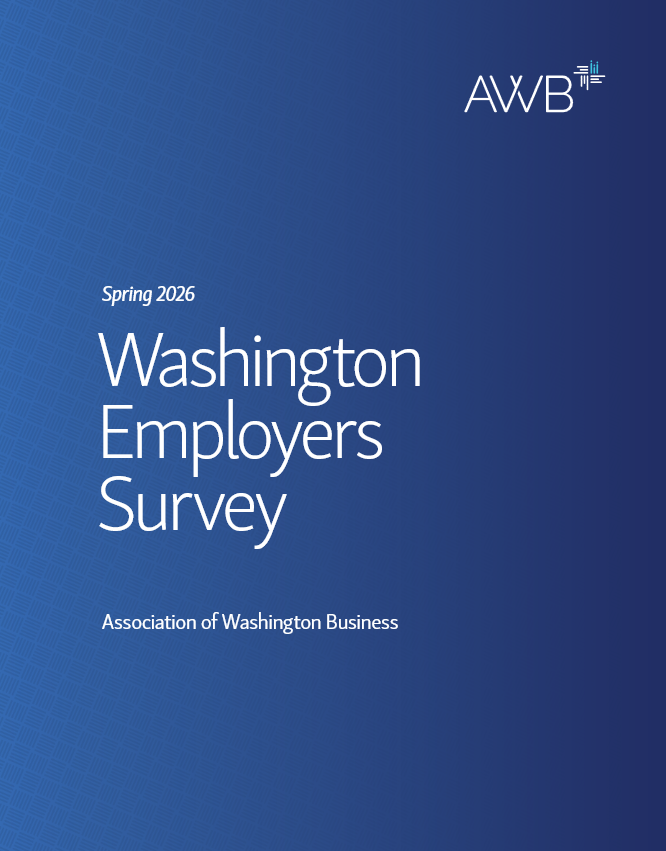 AWB
Spring 2026
Washington
Employers
Survey
Association of Washington Business